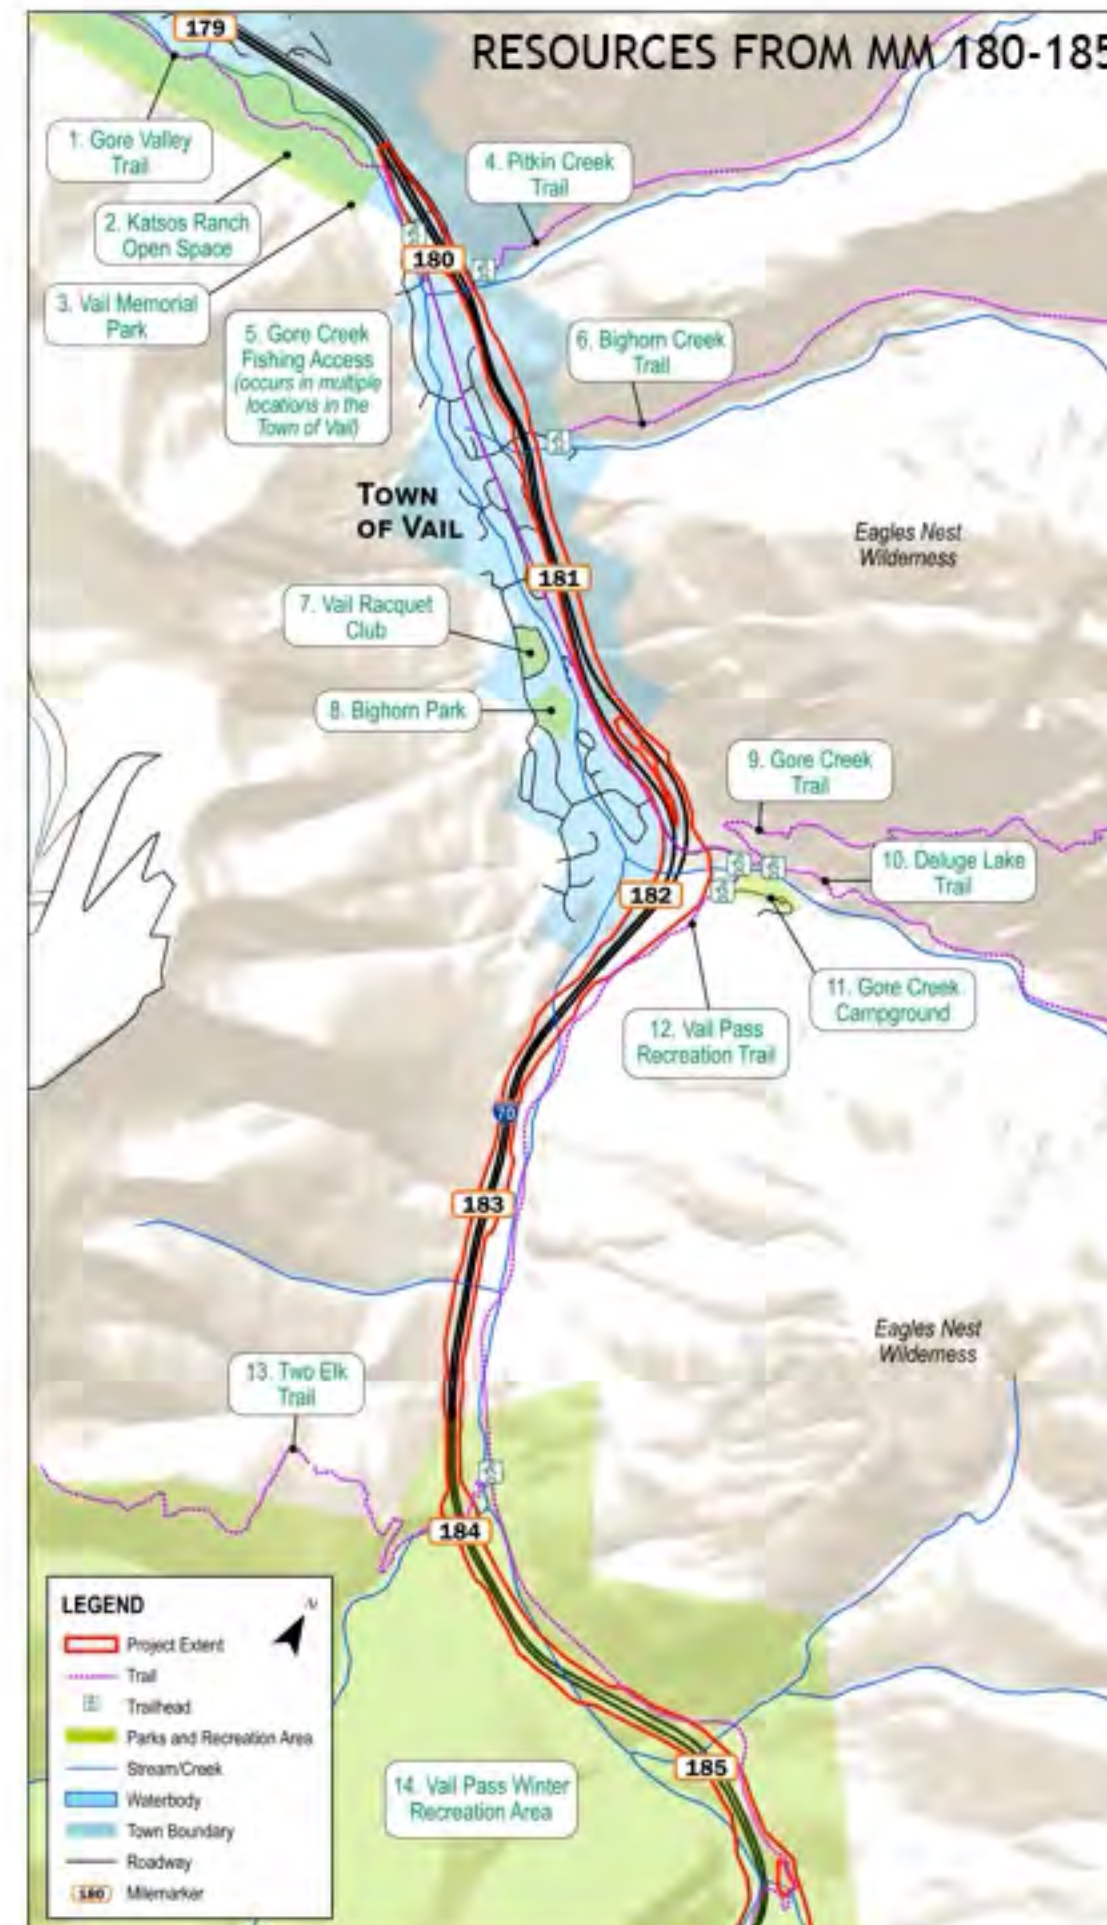 RESOURCES FROM MM 180-185
179
1. Gore Valley
Trail
2. Katsos Ranch
Open Space
3. Vail Memorial
Park
4. Pitkin Creek
Trail
180
5. Gore Creek
Fishing Access
(occurs in multiple
locations in the
Town of Vail)
6. Bighorn Creek
Trail
TOWN
OF VAIL
Eagles Nest
Wilderness
181
7. Vail Racquet
Club
8. Bighorn Park
9. Gore Creek
Trail
10. Deluge Lake
Trail
182
11. Gore Creek
Campground
12. Vail Pass
Recreation Trail
70
183
Eagles Nest
Wilderness
13. Two Elk
Trail
184
LEGEND
N
Project Extent
Trail
Trailhead
Parks and Recreation Area
Stream/Creek
Waterbody
Town Boundary
Roadway
180 Milemarker
185
14. Vail Pass Winter
Recreation Area